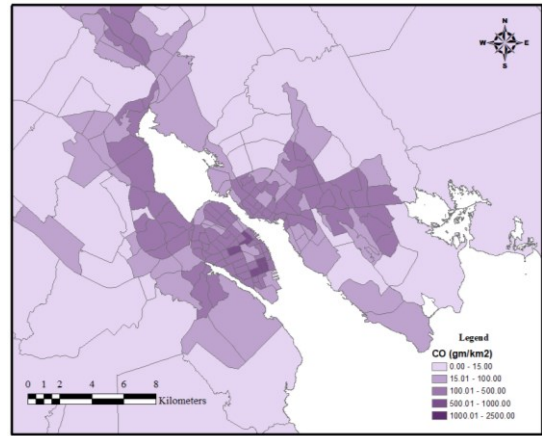 N
W E
S
Legend
CO (gm/km2)
0.00 - 15.00
15.01 - 100.00
100.01 - 500.00
500.01 - 1000.00
1000.01 - 2500.00
0 1 2 4 6 8
Kilometers